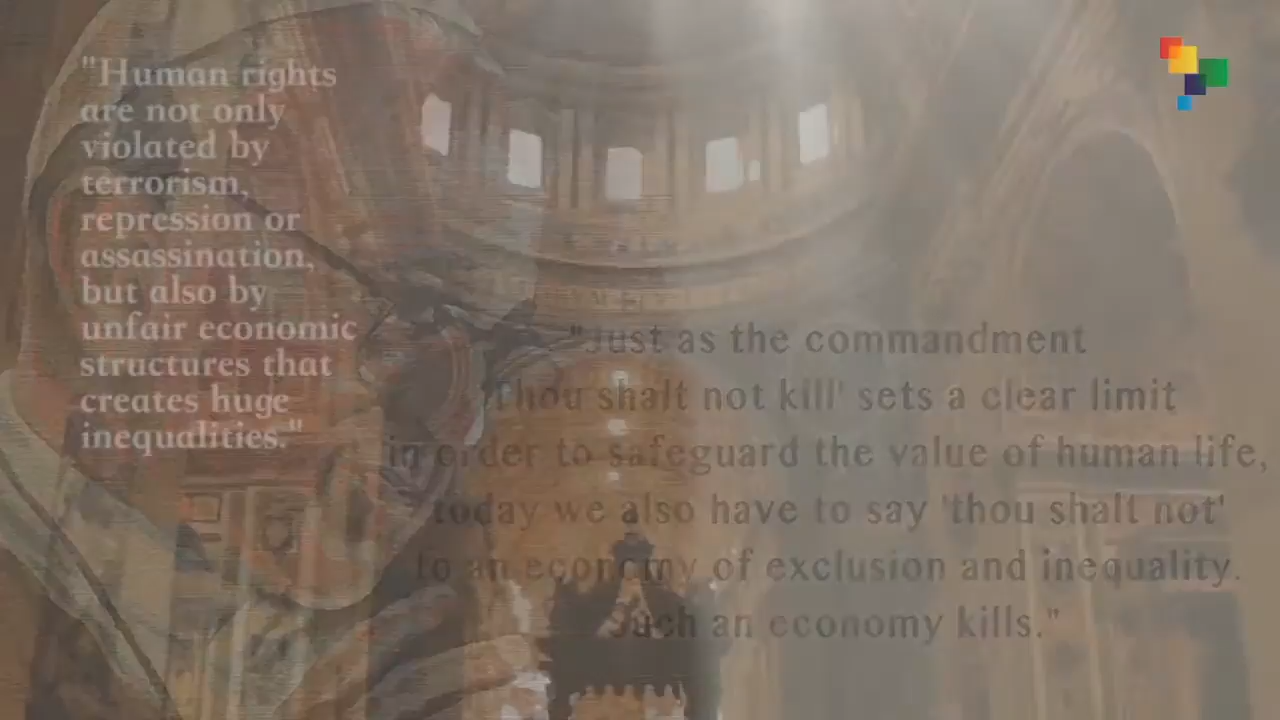 "Human rights
are not only
violated by
terrorism,
repression or
assassination,
but also by
unfair economic
structures that
creates huge
inequalities."
"Just as the commandment
'Thou shalt not kill' sets a clear limit
in order to safeguard the value of human life,
today we also have to say 'thou shalt not'
to an economy of exclusion and inequality.
Such an economy kills."